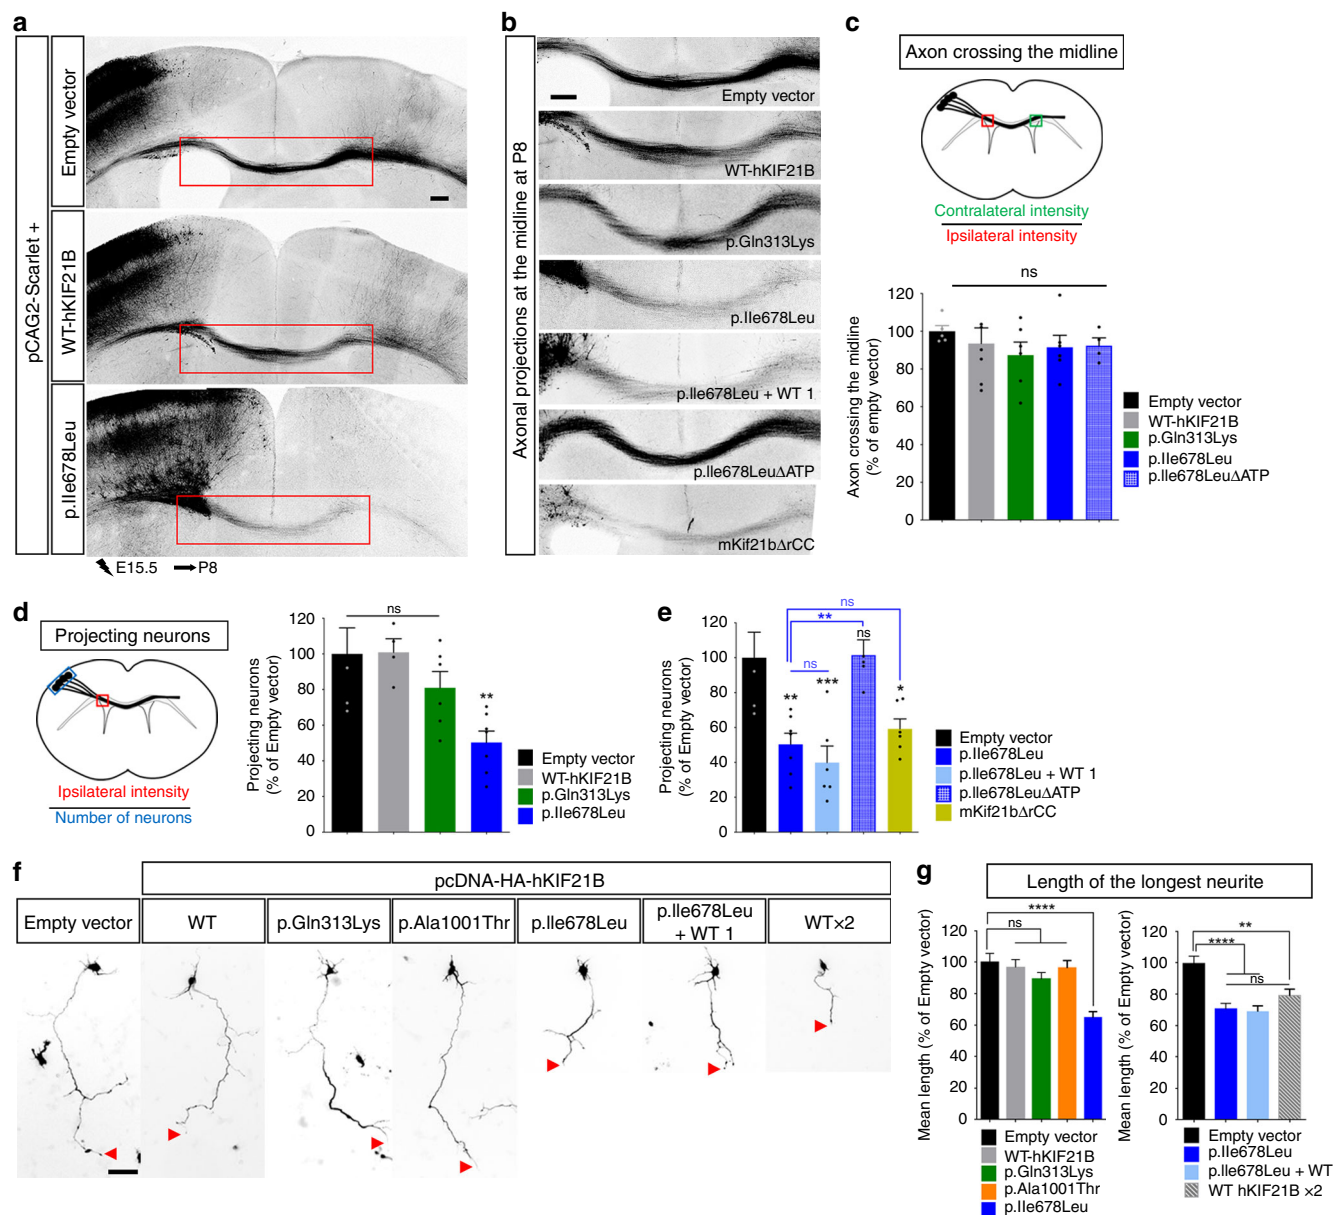 a
pCAG2-Scarlet +
Empty vector
WT-hKIF21B
p.Ile678Leu
E15.5
P8
b
Axonal projections at the midline at P8
Empty vector
WT-hKIF21B
p.Gln313Lys
p.Ile678Leu
p.Ile678Leu + WT 1
p.Ile678LeuΔATP
mKif21bΔrCC
c
Axon crossing the midline
Contralateral intensity
Ipsilateral intensity
ns
Axon crossing the midline
(% of empty vector)
120
100
80
60
40
20
0
Empty vector
WT-hKIF21B
p.Gln313Lys
p.Ile678Leu
p.Ile678LeuΔATP
d
Projecting neurons
Ipsilateral intensity
Number of neurons
Projecting neurons
(% of Empty vector)
120
100
80
60
40
20
0
ns
**
Empty vector
WT-hKIF21B
p.Gln313Lys
p.Ile678Leu
e
Projecting neurons
(% of Empty vector)
120
100
80
60
40
20
0
ns
**
ns
ns
**
***
*
Empty vector
p.Ile678Leu
p.Ile678Leu + WT 1
p.Ile678LeuΔATP
mKif21bΔrCC
f
pcDNA-HA-hKIF21B
Empty vector
WT
p.Gln313Lys
p.Ala1001Thr
p.Ile678Leu
p.Ile678Leu
+ WT 1
WT×2
g
Length of the longest neurite
Mean length (% of Empty vector)
120
100
80
60
40
20
0
****
ns
Empty vector
WT-hKIF21B
p.Gln313Lys
p.Ala1001Thr
p.Ile678Leu
Mean length (% of Empty vector)
120
100
80
60
40
20
0
**
****
ns
Empty vector
p.Ile678Leu
p.Ile678Leu + WT
WT hKIF21B ×2